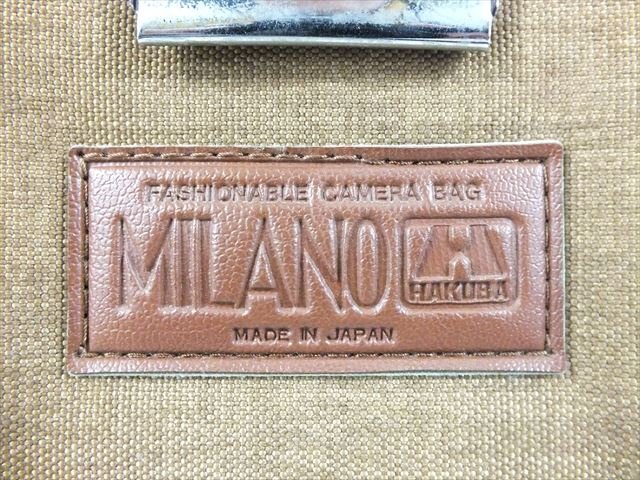 FASHIONABLE CAMERA BAG
MILANO
HAKUBA
MADE IN JAPAN